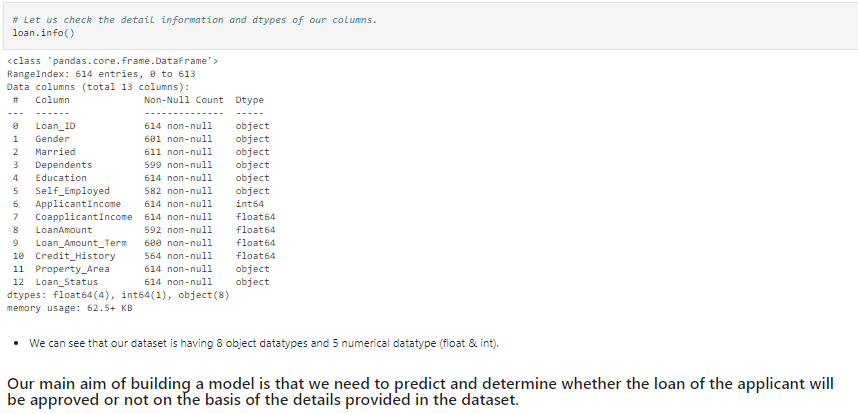 # Let us check the detail information and dtypes of our columns.
loan.info()
<class 'pandas.core.frame.DataFrame'>
RangeIndex: 614 entries, 0 to 613
Data columns (total 13 columns):
 #   Column             Non-Null Count  Dtype
---  ------             --------------  -----
 0   Loan_ID            614 non-null    object
 1   Gender             601 non-null    object
 2   Married            611 non-null    object
 3   Dependents         599 non-null    object
 4   Education          614 non-null    object
 5   Self_Employed      582 non-null    object
 6   ApplicantIncome    614 non-null    int64
 7   CoapplicantIncome  614 non-null    float64
 8   LoanAmount         592 non-null    float64
 9   Loan_Amount_Term   600 non-null    float64
 10  Credit_History     564 non-null    float64
 11  Property_Area      614 non-null    object
 12  Loan_Status        614 non-null    object
dtypes: float64(4), int64(1), object(8)
memory usage: 62.5+ KB
• We can see that our dataset is having 8 object datatypes and 5 numerical datatype (float & int).
Our main aim of building a model is that we need to predict and determine whether the loan of the applicant will
be approved or not on the basis of the details provided in the dataset.